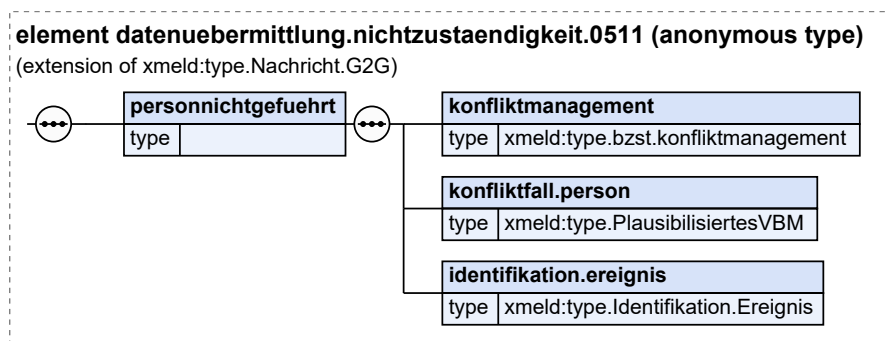 element datenuebermittlung.nichtzustaendigkeit.0511 (anonymous type)
(extension of xmeld:type.Nachricht.G2G)
personnichtgefuehrt
type
konfliktmanagement
type xmeld:type.bzst.konfliktmanagement
konfliktfall.person
type xmeld:type.PlausibilisiertesVBM
identifikation.ereignis
type xmeld:type.Identifikation.Ereignis